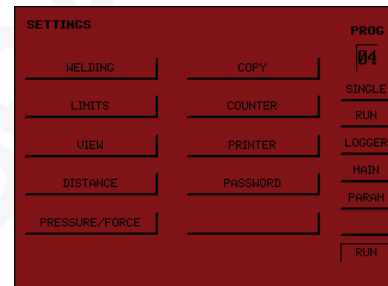 SETTINGS
WELDING
LIMITS
VIEW
DISTANCE
PRESSURE/FORCE
COPY
COUNTER
PRINTER
PASSWORD
PROG
04
SINGLE
RUN
LOGGER
MAIN
PARAM
RUN